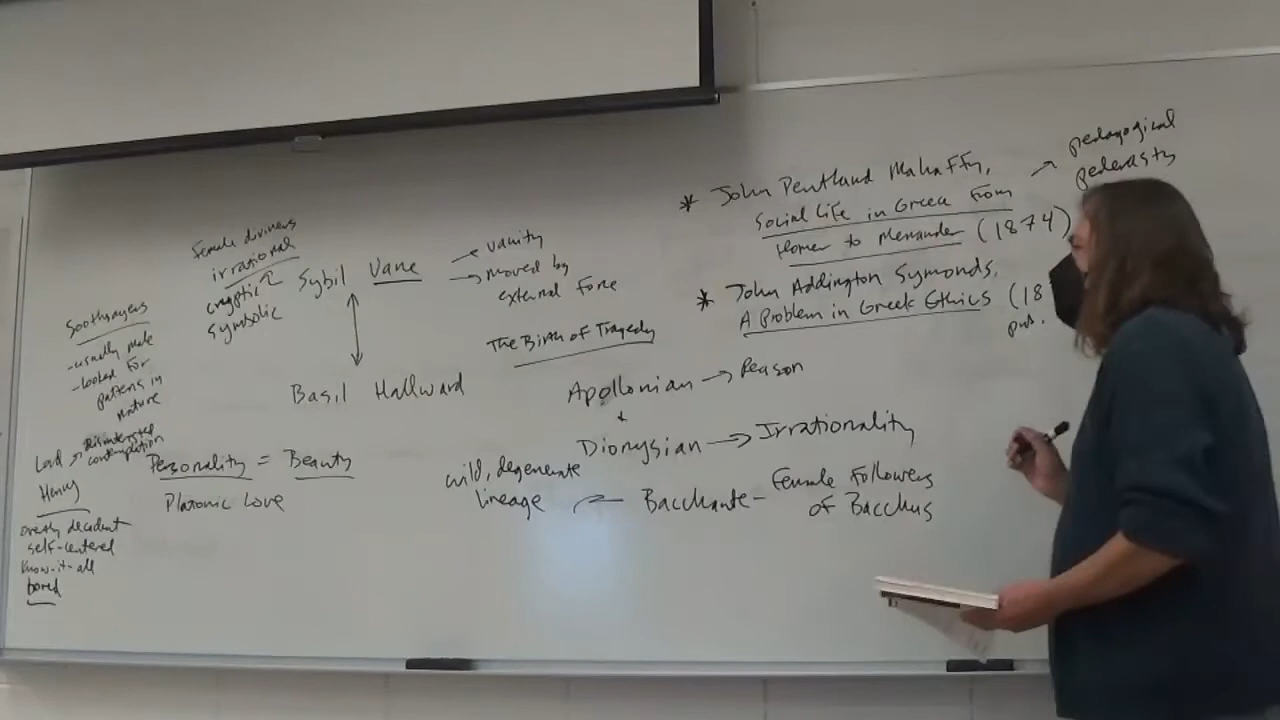 Soothsayers
-usually male
-looked for
patterns in
nature
Lord → disinterested
contemplation
Henry
overly decadent
self-centered
know-it-all
bored
Female diviners
irrational
cryptic
symbolic
Sybil Vane
→ vanity
→ moved by
external force
Basil Hallward
Personality = Beauty
Platonic Love
The Birth of Tragedy
Apollonian → Reason
+
Dionysian → Irrationality
Bacchante - Female Followers
of Bacchus
wild, degenerate
lineage
* John Pentland Mahaffy,
Social Life in Greece From
Homer to Menander (1874)
→ pedagogical
pederasty
* John Addington Symonds,
A Problem in Greek Ethics (18
pub.